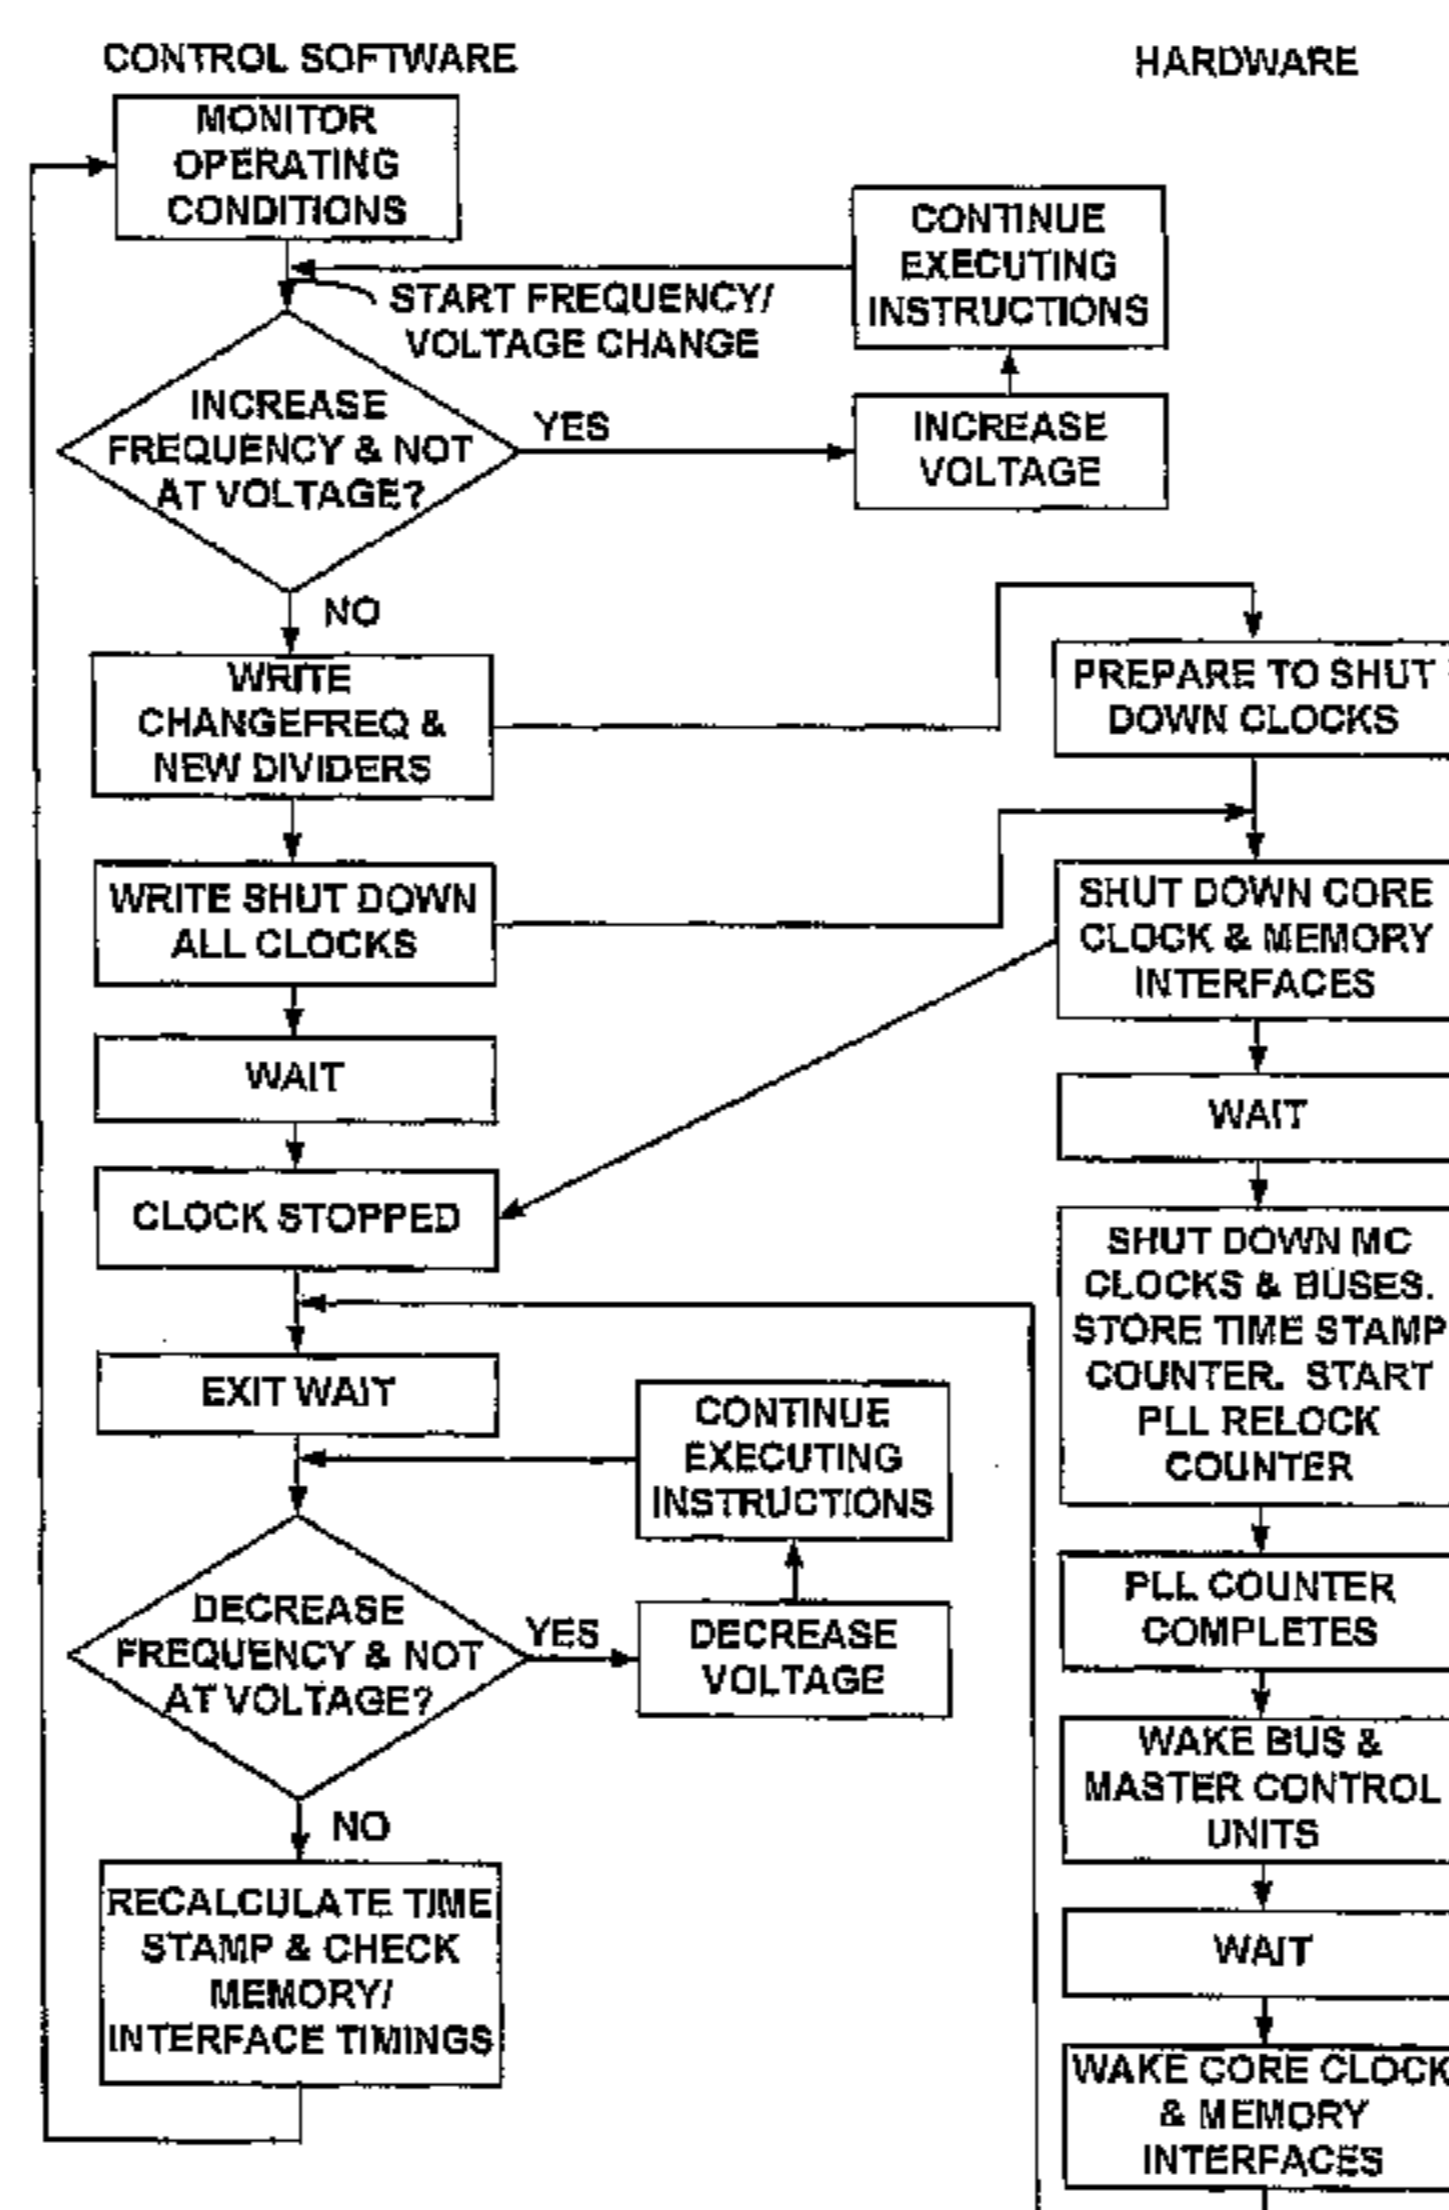 CONTROL SOFTWARE
MONITOR
OPERATING
CONDITIONS
START FREQUENCY/
VOLTAGE CHANGE
INCREASE
FREQUENCY & NOT
AT VOLTAGE?
YES
NO
WRITE
CHANGEFREQ &
NEW DIVIDERS
WRITE SHUT DOWN
ALL CLOCKS
WAIT
CLOCK STOPPED
EXIT WAIT
DECREASE
FREQUENCY & NOT
AT VOLTAGE?
YES
NO
RECALCULATE TIME
STAMP & CHECK
MEMORY/
INTERFACE TIMINGS
CONTINUE
EXECUTING
INSTRUCTIONS
DECREASE
VOLTAGE
HARDWARE
CONTINUE
EXECUTING
INSTRUCTIONS
INCREASE
VOLTAGE
PREPARE TO SHUT
DOWN CLOCKS
SHUT DOWN CORE
CLOCK & MEMORY
INTERFACES
WAIT
SHUT DOWN MC
CLOCKS & BUSES.
STORE TIME STAMP
COUNTER. START
PLL RELOCK
COUNTER
PLL COUNTER
COMPLETES
WAKE BUS &
MASTER CONTROL
UNITS
WAIT
WAKE CORE CLOCK
& MEMORY
INTERFACES